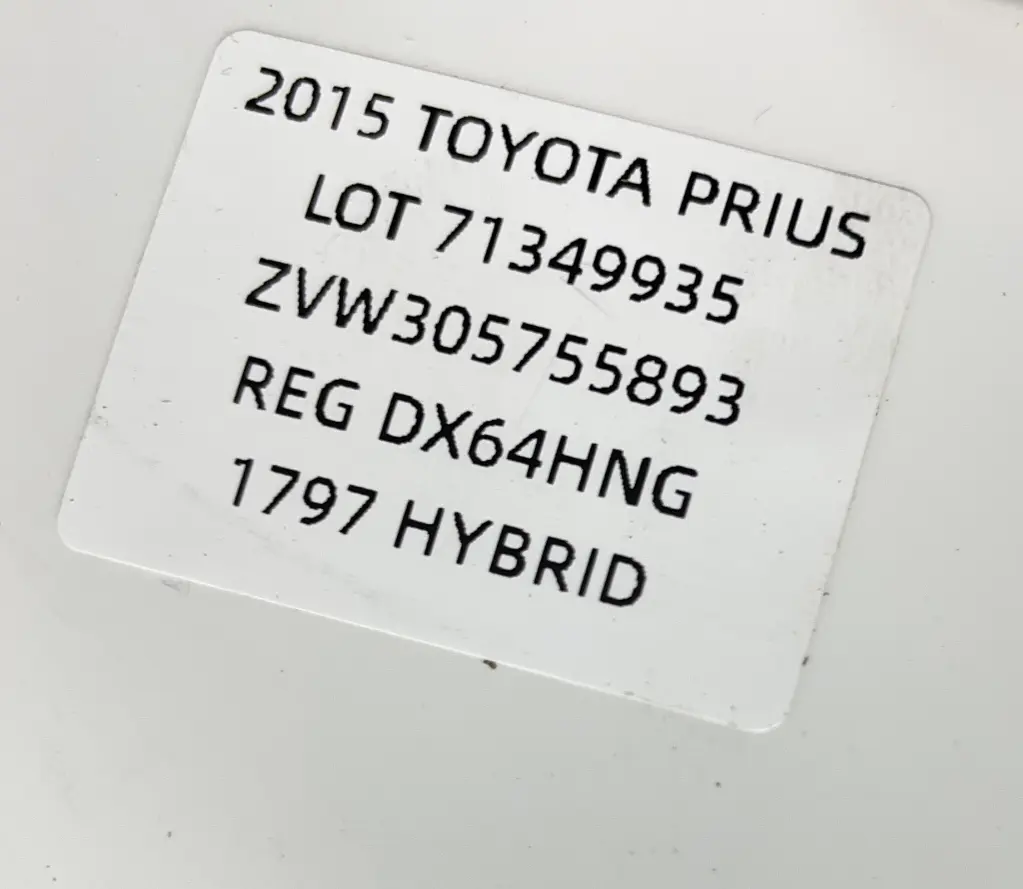 2015 TOYOTA PRIUS
LOT 71349935
ZVW305755893
REG DX64HNG
1797 HYBRID